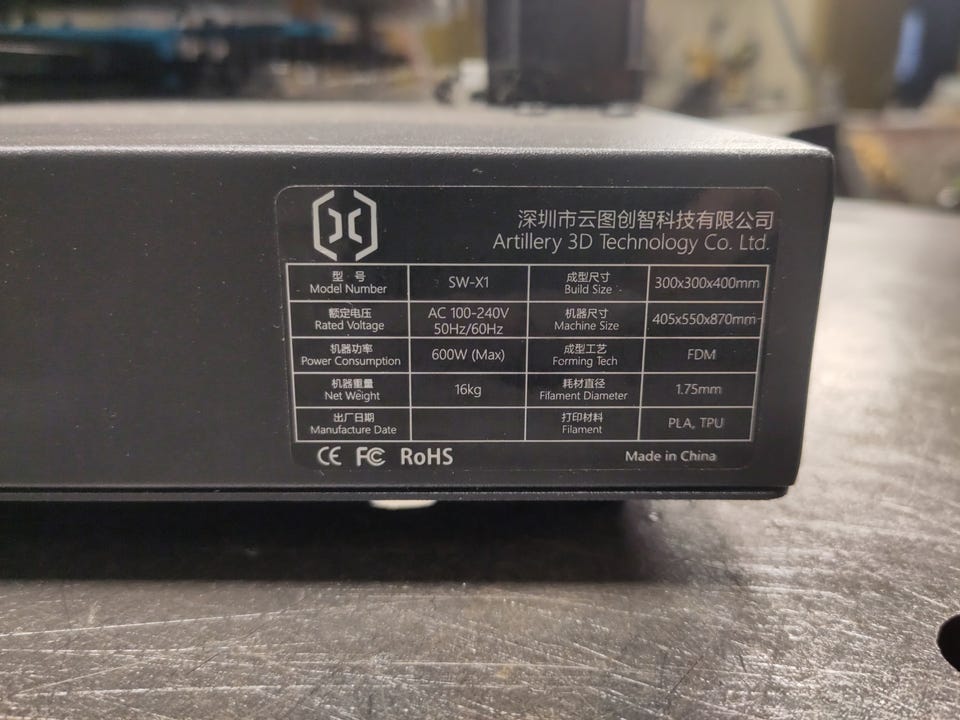 深圳市云图创智科技有限公司
Artillery 3D Technology Co. Ltd.
型 号
Model Number
SW-X1
成型尺寸
Build Size
300x300x400mm
额定电压
Rated Voltage
AC 100-240V
50Hz/60Hz
机器尺寸
Machine Size
405x550x870mm
机器功率
Power Consumption
600W (Max)
成型工艺
Forming Tech
FDM
机器重量
Net Weight
16kg
耗材直径
Filament Diameter
1.75mm
出厂日期
Manufacture Date
打印材料
Filament
PLA, TPU
CE FC RoHS
Made in China